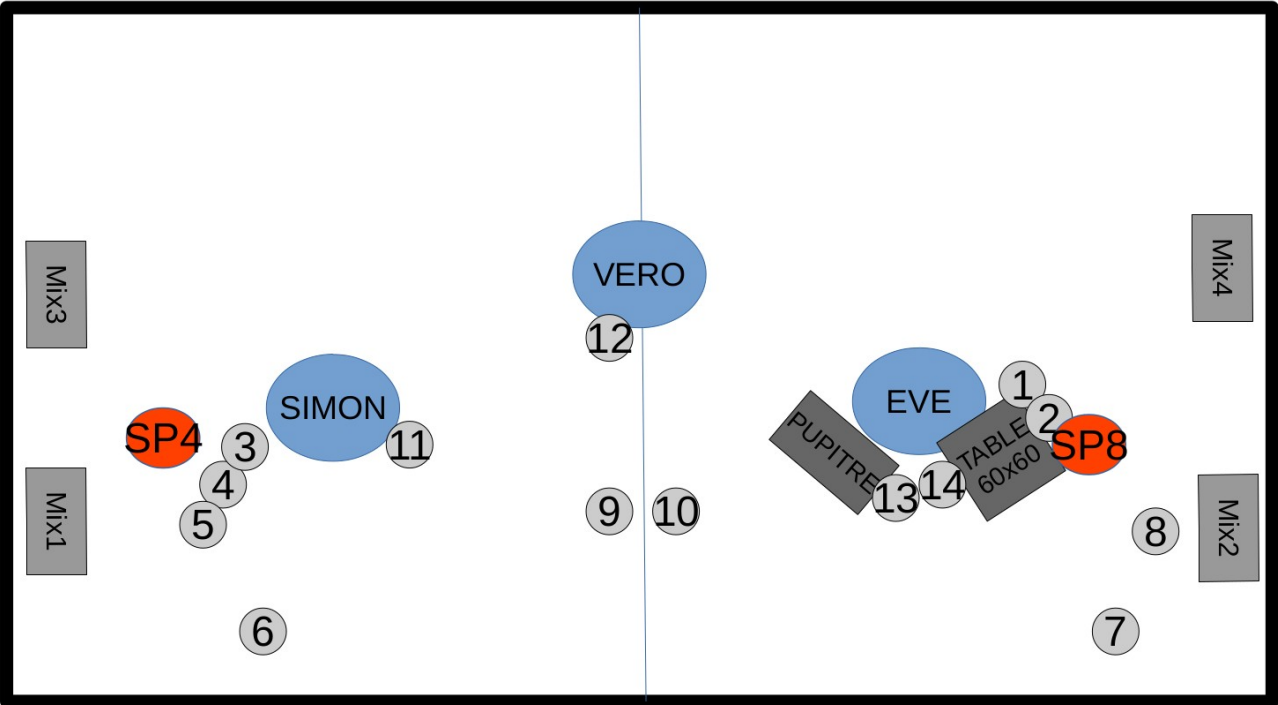 Mix3
Mix4
VERO
12
SIMON
EVE
1
2
SP4
3
11
PUPITRE
TABLE
60x60
SP8
4
5
9
10
13
14
8
Mix1
Mix2
6
7